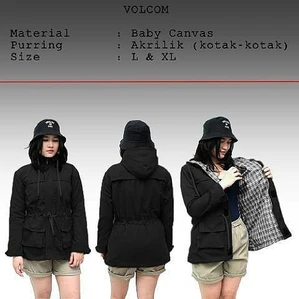 VOLCOM
Material : Baby Canvas
Purring : Akrilik (kotak-kotak)
Size : L & XL